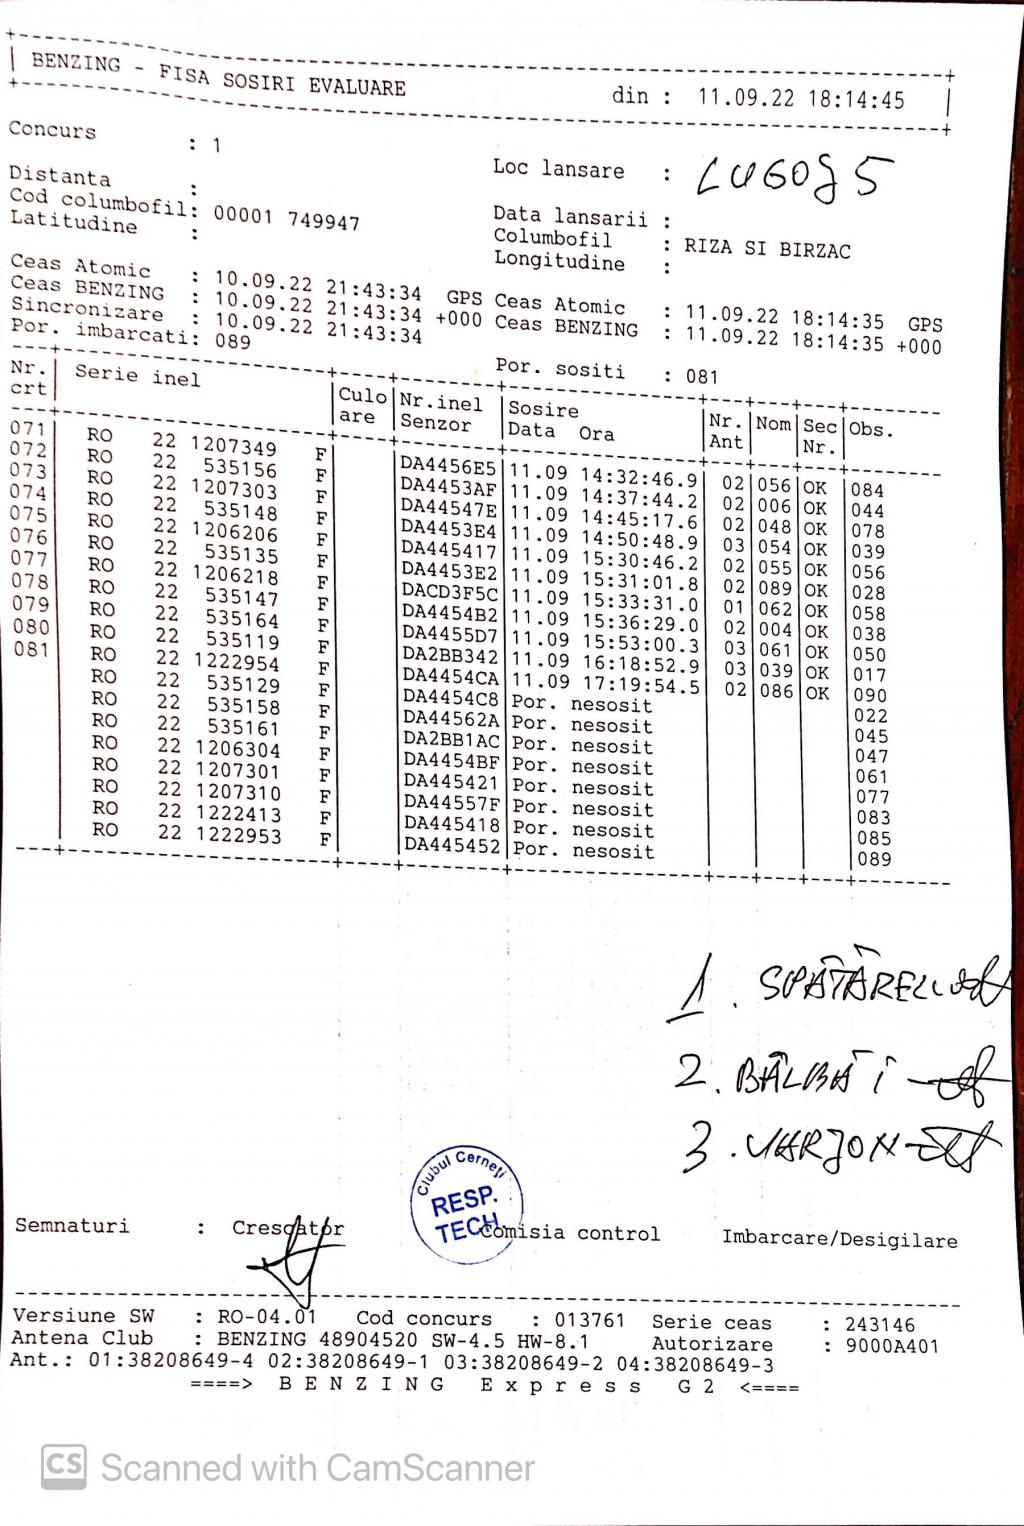 BENZING - FISA SOSIRI EVALUARE din : 11.09.22 18:14:45
Concurs : 1 Loc lansare : LUGOJ 5
Distanta : Data lansarii :
Cod columbofil: 00001 749947 Columbofil : RIZA SI BIRZAC
Latitudine : Longitudine :
Ceas Atomic : 10.09.22 21:43:34 GPS Ceas Atomic : 11.09.22 18:14:35 GPS
Ceas BENZING : 10.09.22 21:43:34 +000 Ceas BENZING : 11.09.22 18:14:35 +000
Sincronizare : 10.09.22 21:43:34
Por. imbarcati: 089 Por. sositi : 081
Nr. Serie inel Culo Nr.inel Sosire Nr. Nom Sec Obs.
crt are Senzor Data Ora Ant Nr.
071 RO 22 1207349 F DA4456E5 11.09 14:32:46.9 02 056 OK 084
072 RO 22 535156 F DA4453AF 11.09 14:37:44.2 02 006 OK 044
073 RO 22 1207303 F DA44547E 11.09 14:45:17.6 02 048 OK 078
074 RO 22 535148 F DA4453E4 11.09 14:50:48.9 03 054 OK 039
075 RO 22 1206206 F DA445417 11.09 15:30:46.2 02 055 OK 056
076 RO 22 535135 F DA4453E2 11.09 15:31:01.8 02 089 OK 028
077 RO 22 1206218 F DACD3F5C 11.09 15:33:31.0 01 062 OK 058
078 RO 22 535147 F DA4454B2 11.09 15:36:29.0 02 004 OK 038
079 RO 22 535164 F DA4455D7 11.09 15:53:00.3 03 061 OK 050
080 RO 22 535119 F DA2BB342 11.09 16:18:52.9 03 039 OK 017
081 RO 22 1222954 F DA4454CA 11.09 17:19:54.5 02 086 OK 090
RO 22 535129 F DA4454C8 Por. nesosit 022
RO 22 535158 F DA44562A Por. nesosit 045
RO 22 535161 F DA2BB1AC Por. nesosit 047
RO 22 1206304 F DA4454BF Por. nesosit 061
RO 22 1207301 F DA445421 Por. nesosit 077
RO 22 1207310 F DA44557F Por. nesosit 083
RO 22 1222413 F DA445418 Por. nesosit 085
RO 22 1222953 F DA445452 Por. nesosit 089
1. SPĂTĂRELU
2. BĂLBĂI
3. VARJON
Clubul Cerneți
RESP.
TECH.
Semnaturi : Crescator Comisia control Imbarcare/Desigilare
Versiune SW : RO-04.01 Cod concurs : 013761 Serie ceas : 243146
Antena Club : BENZING 48904520 SW-4.5 HW-8.1 Autorizare : 9000A401
Ant.: 01:38208649-4 02:38208649-1 03:38208649-2 04:38208649-3
====> B E N Z I N G E x p r e s s G 2 <====
CS Scanned with CamScanner